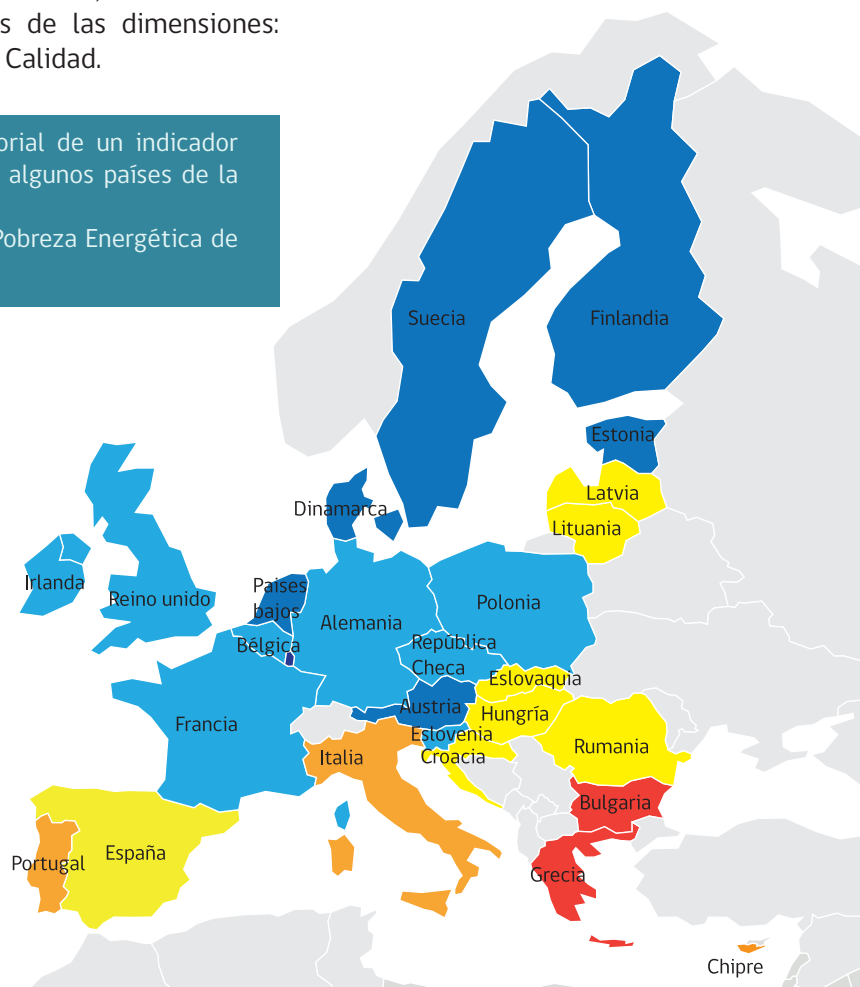 s de las dimensiones:
Calidad.
orial de un indicador
algunos países de la
Pobreza Energética de
Suecia
Finlandia
Estonia
Latvia
Dinamarca
Lituania
Irlanda
Reino unido
Países
bajos
Polonia
Alemania
Bélgica
República
Checa
Eslovaquia
Austria
Hungría
Francia
Eslovenia
Rumania
Italia
Croacia
Bulgaria
España
Portugal
Grecia
Chipre